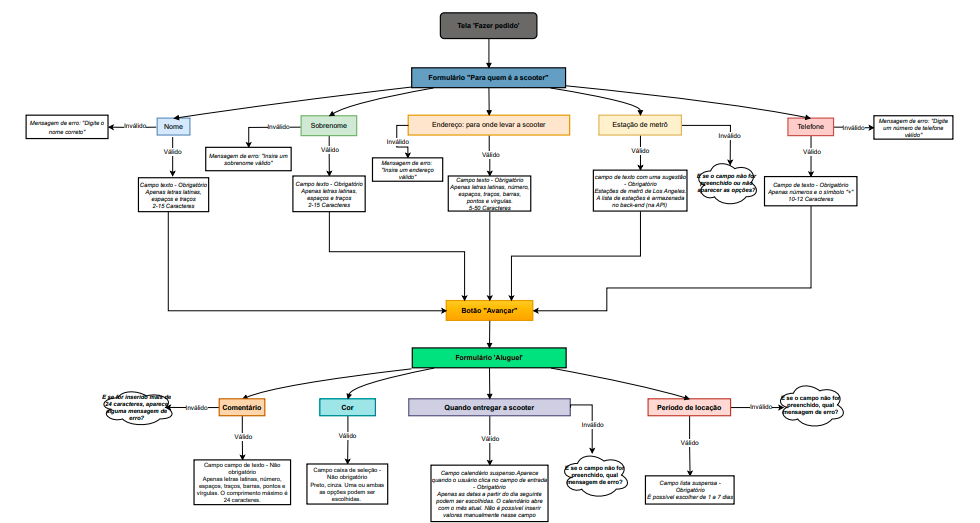 Tela 'Fazer pedido'
Formulário "Para quem é a scooter"
Mensagem de erro: "Digite o
nome correto"
Inválido
Nome
Sobrenome
Inválido
Endereço: para onde levar a scooter
Estação de metrô
Telefone
Inválido
Mensagem de erro: "Digite
um número de telefone
válido"
Inválido
Inválido
Válido
Válido
Válido
Válido
Válido
Mensagem de erro: "Insira um
sobrenome válido"
Mensagem de erro:
"Insira um endereço
válido"
E se o campo não for
preenchido ou não
aparecer as opções?
Campo texto - Obrigatório
Apenas letras latinas,
espaços e traços
2-15 Caracteres
Campo texto - Obrigatório
Apenas letras latinas,
espaços e traços
2-15 Caracteres
Campo texto - Obrigatório
Apenas letras latinas, número,
espaços, traços, barras,
pontos e vírgulas.
5-50 Caracteres
campo de texto com uma sugestão
- Obrigatório
Estações de metrô de Los Angeles.
A lista de estações é armazenada
no back-end (na API)
Campo de texto - Obrigatório
Apenas números e o símbolo "+"
10-12 Caracteres
Botão "Avançar"
Formulário 'Aluguel'
E se for inserido mais de
24 caracteres, aparece
alguma mensagem de
erro?
Inválido
Comentário
Cor
Quando entregar a scooter
Período de locação
Inválido
E se o campo não for
preenchido, qual
mensagem de erro?
Inválido
Válido
Válido
Válido
Válido
E se o campo não for
preenchido, qual
mensagem de erro?
Campo campo de texto - Não
obrigatório
Apenas letras latinas, número,
espaços, traços, barras, pontos e
vírgulas. O comprimento máximo é
24 caracteres.
Campo caixa de seleção -
Não obrigatório
Preto, cinza. Uma ou ambas
as opções podem ser
escolhidas.
Campo calendário suspenso.Aparece
quando o usuário clica no campo de entrada
- Obrigatório
Apenas as datas a partir do dia seguinte
podem ser escolhidas. O calendário abre
com o mês atual. Não é possível inserir
valores manualmente nesse campo
Campo lista suspensa -
Obrigatório
É possível escolher de 1 a 7 dias